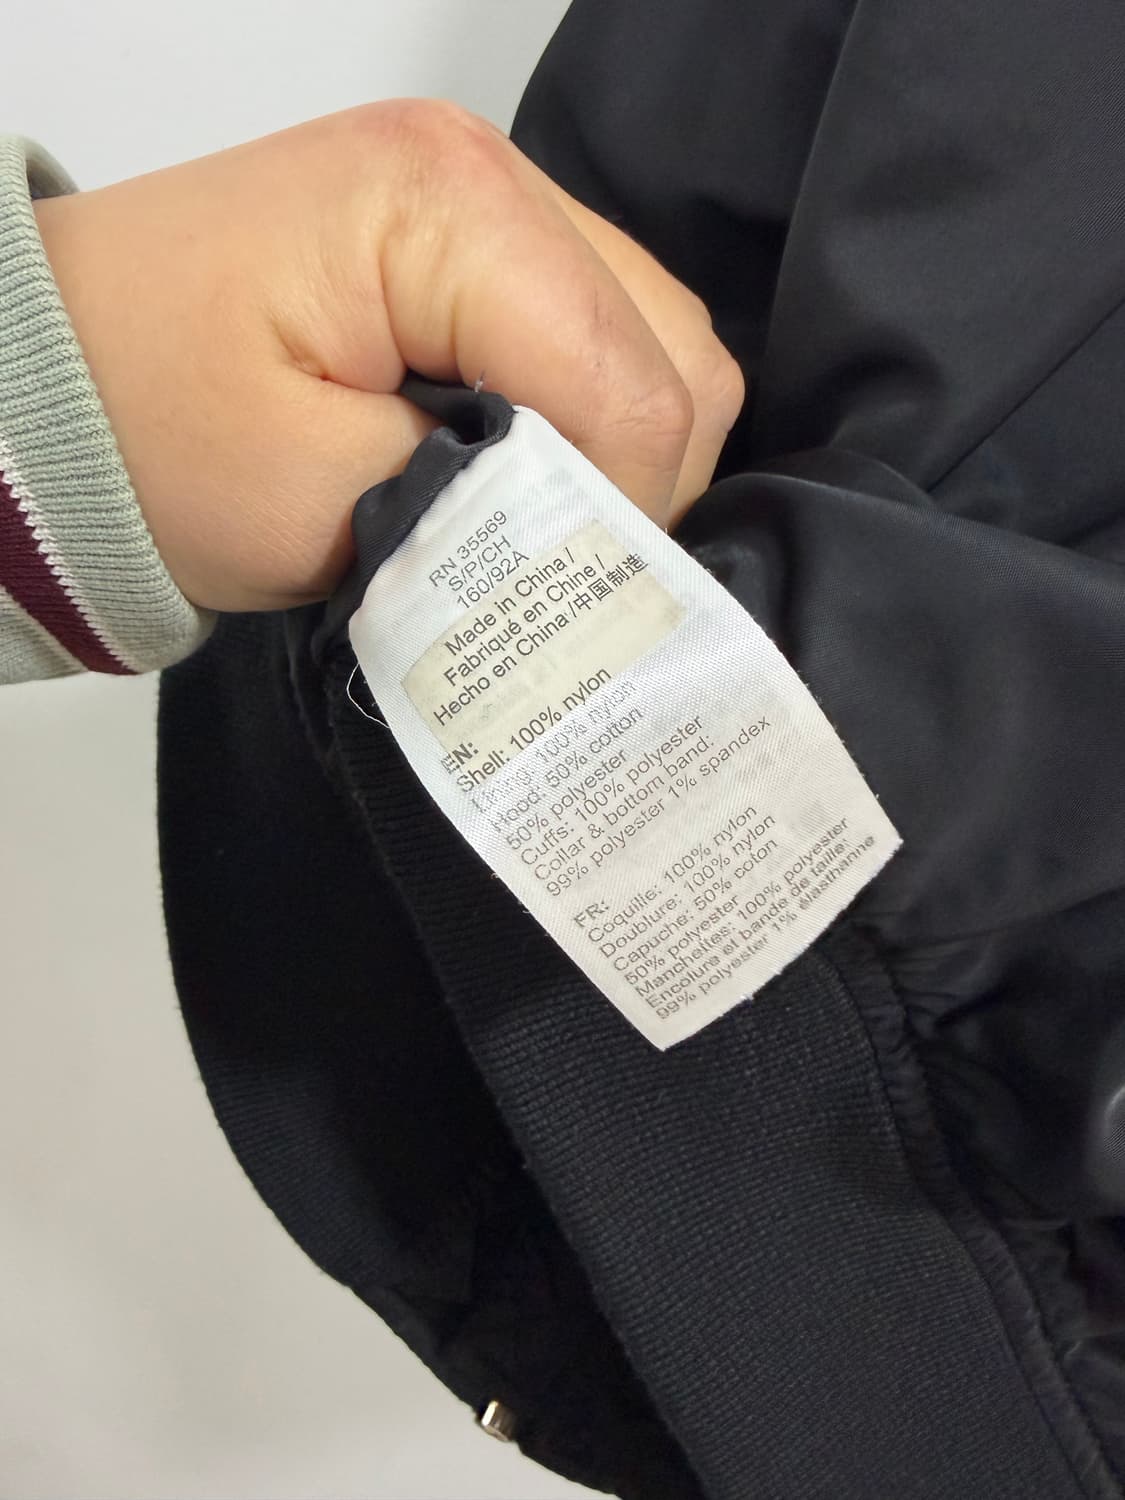 RN 35569
S/P/CH
160/92A
Made in China /
Fabriqué en Chine /
Hecho en China /中国制造
EN:
Shell: 100% nylon
Lining: 100% nylon
Hood: 50% cotton
50% polyester
Cuffs: 100% polyester
Collar & bottom band:
99% polyester 1% spandex
FR:
Coquille: 100% nylon
Doublure: 100% nylon
Capuche: 50% coton
50% polyester
Manchettes: 100% polyester
Encolure et bande de taille:
99% polyester 1% élasthanne